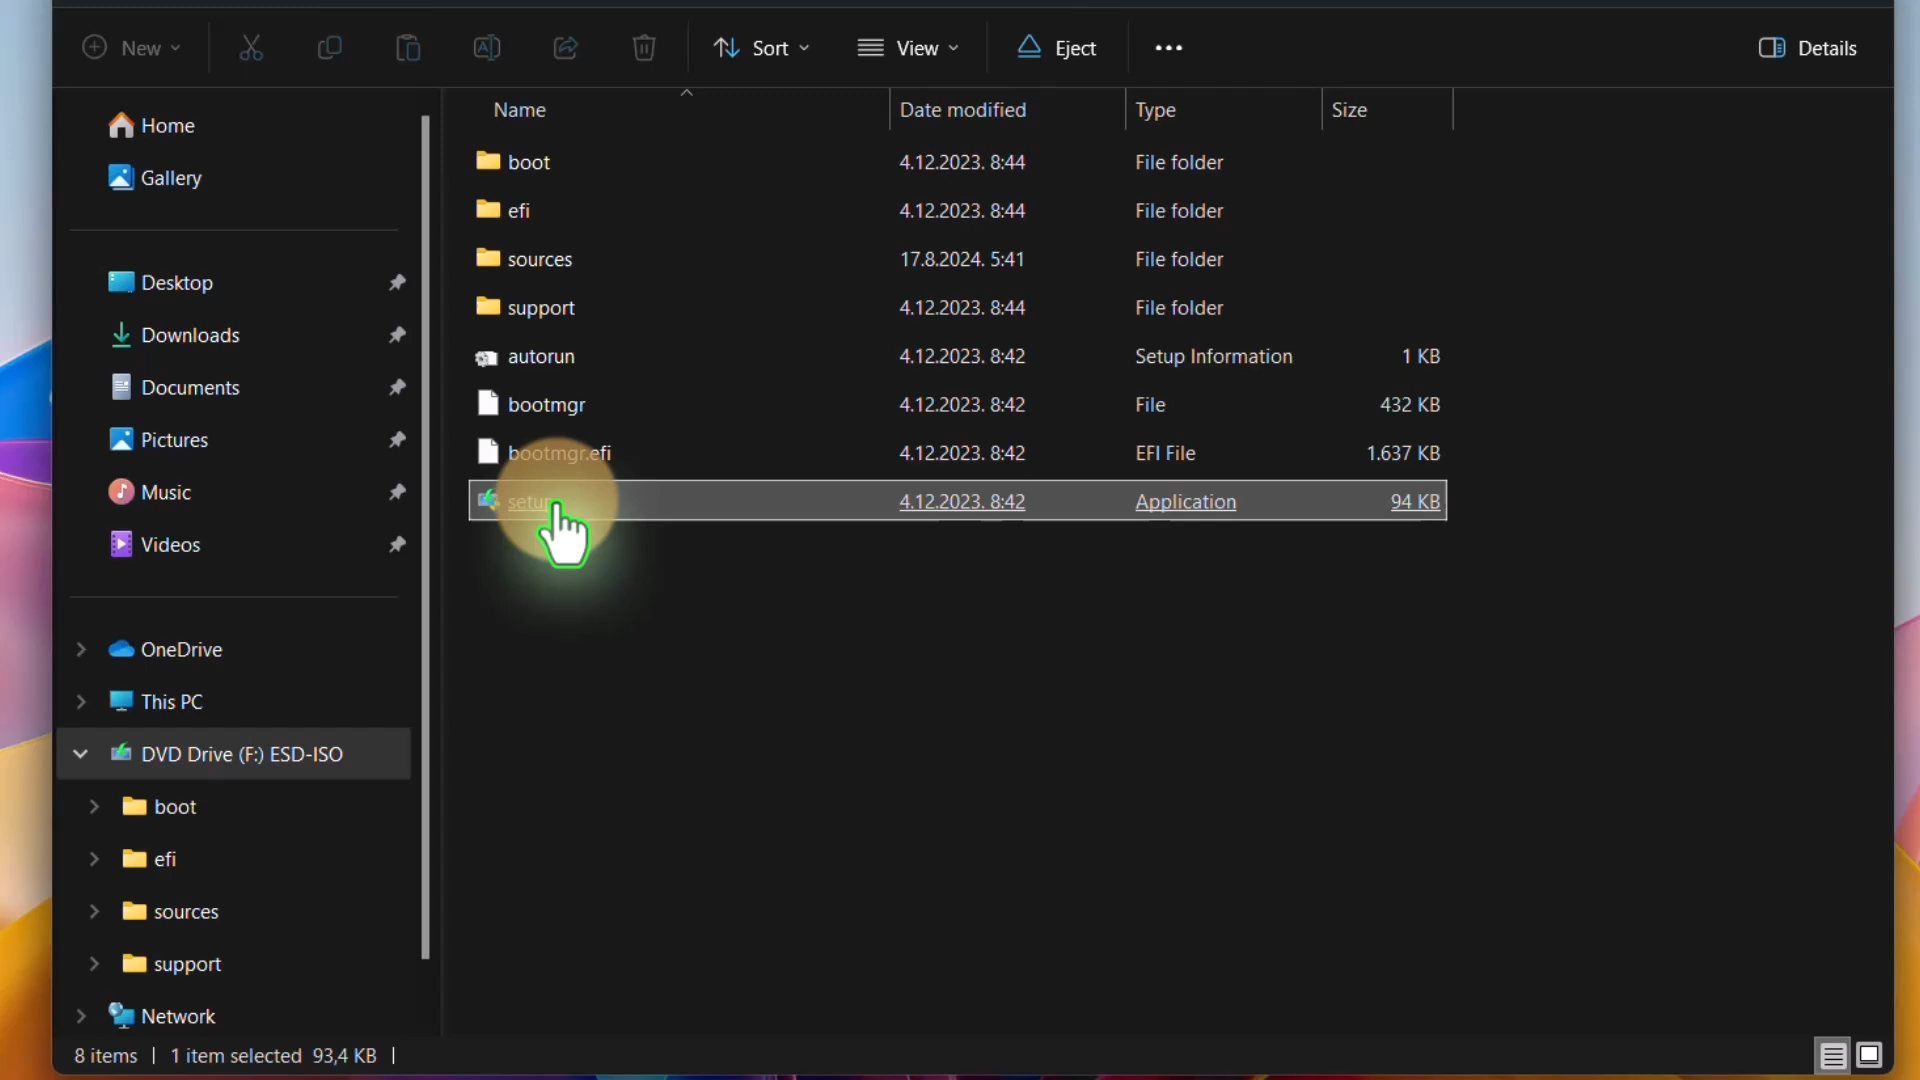 New
Sort
View
Eject
Details
Name
Date modified
Type
Size
Home
Gallery
Desktop
Downloads
Documents
Pictures
Music
Videos
OneDrive
This PC
DVD Drive (F:) ESD-ISO
boot
efi
sources
support
Network
boot 4.12.2023. 8:44 File folder
efi 4.12.2023. 8:44 File folder
sources 17.8.2024. 5:41 File folder
support 4.12.2023. 8:44 File folder
autorun 4.12.2023. 8:42 Setup Information 1 KB
bootmgr 4.12.2023. 8:42 File 432 KB
bootmgr.efi 4.12.2023. 8:42 EFI File 1.637 KB
setup 4.12.2023. 8:42 Application 94 KB
8 items | 1 item selected 93,4 KB |